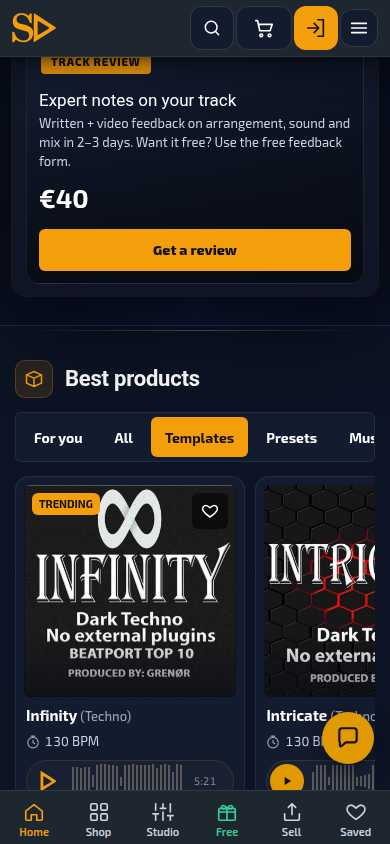 TRACK REVIEW
Expert notes on your track
Written + video feedback on arrangement, sound and
mix in 2–3 days. Want it free? Use the free feedback
form.
€40
Get a review
Best products
For you All Templates Presets Mus
TRENDING
INFINITY
Dark Techno
No external plugins
BEATPORT TOP 10
PRODUCED BY: GRENØR
Infinity (Techno)
130 BPM
5:21
INTRIC
Dark Te
No externa
PRODUCED B
Intricate
130 B
Home Shop Studio Free Sell Saved